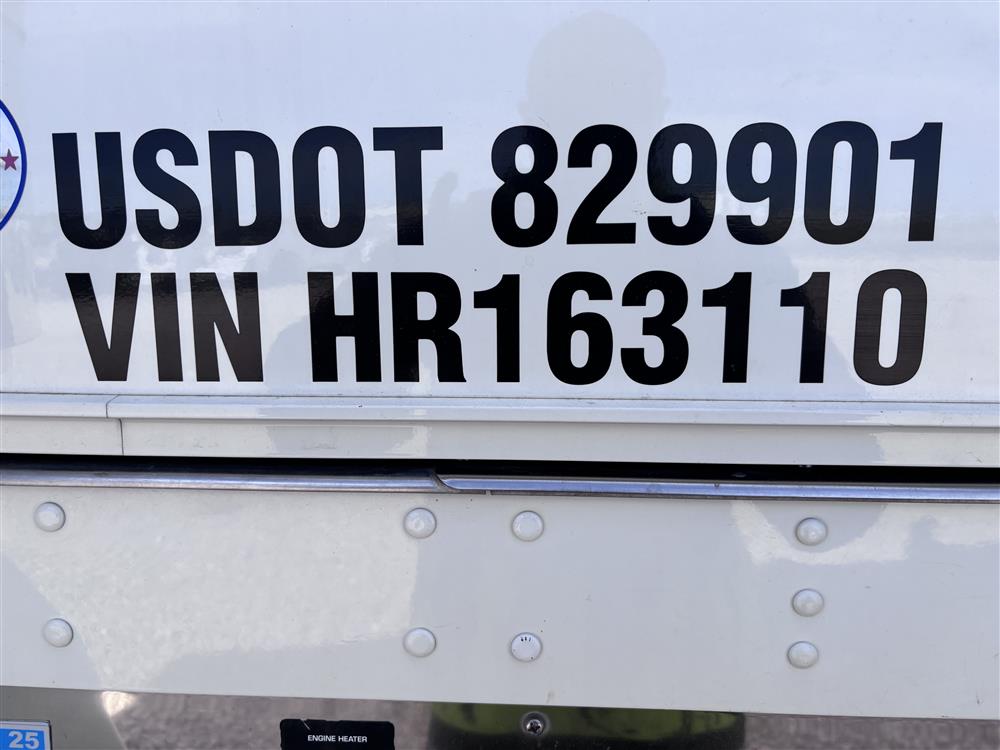 USDOT 829901
VIN HR163110
25
ENGINE HEATER